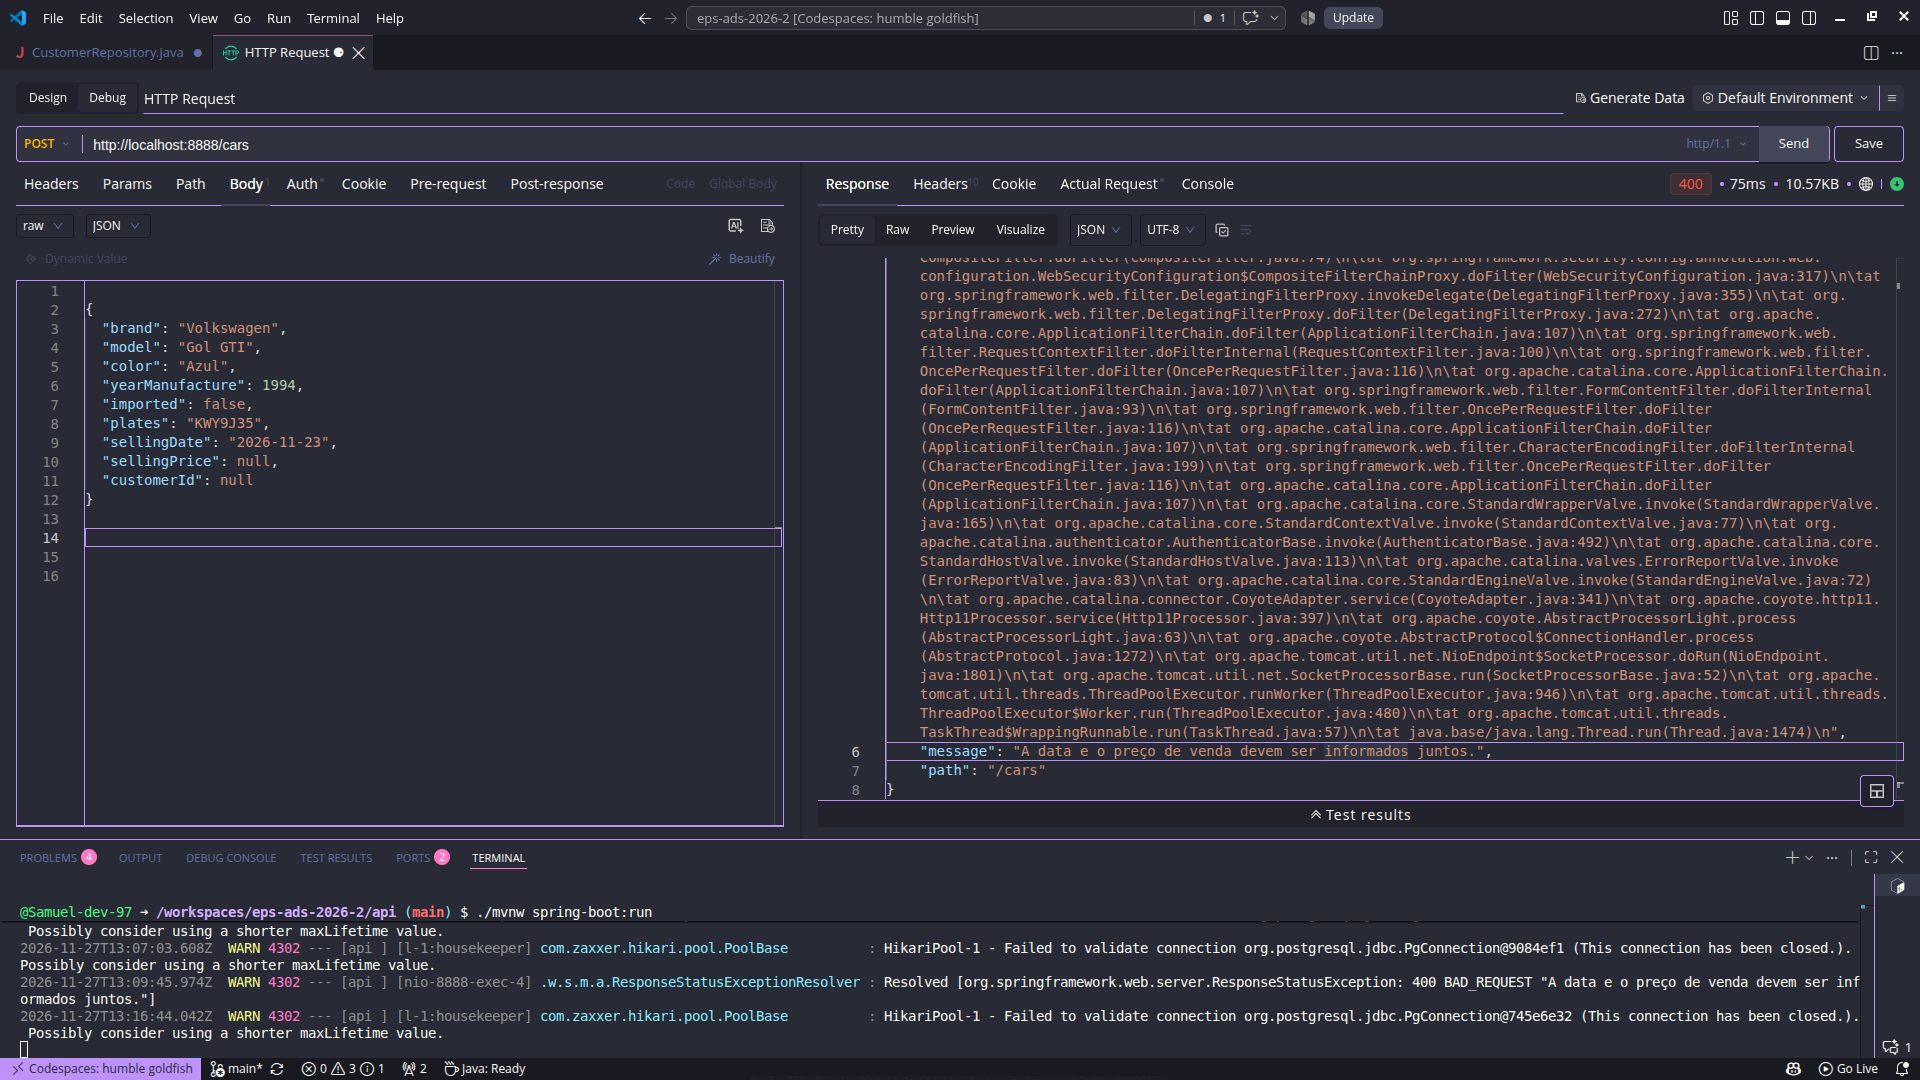 File Edit Selection View Go Run Terminal Help
eps-ads-2026-2 [Codespaces: humble goldfish]
1
Update
CustomerRepository.java
HTTP Request
Design Debug HTTP Request
Generate Data
Default Environment
POST http://localhost:8888/cars
http/1.1
Send
Save
Headers Params Path Body 1 Auth Cookie Pre-request Post-response
Code Global Body
raw JSON
Dynamic Value
Beautify
1
2 {
3 "brand": "Volkswagen",
4 "model": "Gol GTI",
5 "color": "Azul",
6 "yearManufacture": 1994,
7 "imported": false,
8 "plates": "KWY9J35",
9 "sellingDate": "2026-11-23",
10 "sellingPrice": null,
11 "customerId": null
12 }
13
14
15
16
Response Headers 10 Cookie Actual Request Console
400 • 75ms • 10.57KB •
Pretty Raw Preview Visualize
JSON
UTF-8
CompositeFilter.doFilter(CompositeFilter.java:74)\n\tat org.springframework.security.config.annotation.web.
configuration.WebSecurityConfiguration$CompositeFilterChainProxy.doFilter(WebSecurityConfiguration.java:317)\n\tat
org.springframework.web.filter.DelegatingFilterProxy.invokeDelegate(DelegatingFilterProxy.java:355)\n\tat org.
springframework.web.filter.DelegatingFilterProxy.doFilter(DelegatingFilterProxy.java:272)\n\tat org.apache.
catalina.core.ApplicationFilterChain.doFilter(ApplicationFilterChain.java:107)\n\tat org.springframework.web.
filter.RequestContextFilter.doFilterInternal(RequestContextFilter.java:100)\n\tat org.springframework.web.filter.
OncePerRequestFilter.doFilter(OncePerRequestFilter.java:116)\n\tat org.apache.catalina.core.ApplicationFilterChain.
doFilter(ApplicationFilterChain.java:107)\n\tat org.springframework.web.filter.FormContentFilter.doFilterInternal
(FormContentFilter.java:93)\n\tat org.springframework.web.filter.OncePerRequestFilter.doFilter
(OncePerRequestFilter.java:116)\n\tat org.apache.catalina.core.ApplicationFilterChain.doFilter
(ApplicationFilterChain.java:107)\n\tat org.springframework.web.filter.CharacterEncodingFilter.doFilterInternal
(CharacterEncodingFilter.java:199)\n\tat org.springframework.web.filter.OncePerRequestFilter.doFilter
(OncePerRequestFilter.java:116)\n\tat org.apache.catalina.core.ApplicationFilterChain.doFilter
(ApplicationFilterChain.java:107)\n\tat org.apache.catalina.core.StandardWrapperValve.invoke(StandardWrapperValve.
java:165)\n\tat org.apache.catalina.core.StandardContextValve.invoke(StandardContextValve.java:77)\n\tat org.
apache.catalina.authenticator.AuthenticatorBase.invoke(AuthenticatorBase.java:492)\n\tat org.apache.catalina.core.
StandardHostValve.invoke(StandardHostValve.java:113)\n\tat org.apache.catalina.valves.ErrorReportValve.invoke
(ErrorReportValve.java:83)\n\tat org.apache.catalina.core.StandardEngineValve.invoke(StandardEngineValve.java:72)
\n\tat org.apache.catalina.connector.CoyoteAdapter.service(CoyoteAdapter.java:341)\n\tat org.apache.coyote.http11.
Http11Processor.service(Http11Processor.java:397)\n\tat org.apache.coyote.AbstractProcessorLight.process
(AbstractProcessorLight.java:63)\n\tat org.apache.coyote.AbstractProtocol$ConnectionHandler.process
(AbstractProtocol.java:1272)\n\tat org.apache.tomcat.util.net.NioEndpoint$SocketProcessor.doRun(NioEndpoint.
java:1801)\n\tat org.apache.tomcat.util.net.SocketProcessorBase.run(SocketProcessorBase.java:52)\n\tat org.apache.
tomcat.util.threads.ThreadPoolExecutor.runWorker(ThreadPoolExecutor.java:946)\n\tat org.apache.tomcat.util.threads.
ThreadPoolExecutor$Worker.run(ThreadPoolExecutor.java:480)\n\tat org.apache.tomcat.util.threads.
TaskThread$WrappingRunnable.run(TaskThread.java:57)\n\tat java.base/java.lang.Thread.run(Thread.java:1474)\n",
6 "message": "A data e o preço de venda devem ser informados juntos.",
7 "path": "/cars"
8 }
Test results
PROBLEMS 4 OUTPUT DEBUG CONSOLE TEST RESULTS PORTS 2 TERMINAL
@Samuel-dev-97 ➜ /workspaces/eps-ads-2026-2/api (main) $ ./mvnw spring-boot:run
Possibly consider using a shorter maxLifetime value.
2026-11-27T13:07:03.608Z WARN 4302 --- [api ] [l-1:housekeeper] com.zaxxer.hikari.pool.PoolBase : HikariPool-1 - Failed to validate connection org.postgresql.jdbc.PgConnection@9084ef1 (This connection has been closed.).
Possibly consider using a shorter maxLifetime value.
2026-11-27T13:09:45.974Z WARN 4302 --- [api ] [nio-8888-exec-4] .w.s.m.a.ResponseStatusExceptionResolver : Resolved [org.springframework.web.server.ResponseStatusException: 400 BAD_REQUEST "A data e o preço de venda devem ser inf
ormados juntos."]
2026-11-27T13:16:44.042Z WARN 4302 --- [api ] [l-1:housekeeper] com.zaxxer.hikari.pool.PoolBase : HikariPool-1 - Failed to validate connection org.postgresql.jdbc.PgConnection@745e6e32 (This connection has been closed.).
Possibly consider using a shorter maxLifetime value.
1
Codespaces: humble goldfish main* 0 3 1 2 Java: Ready
Go Live